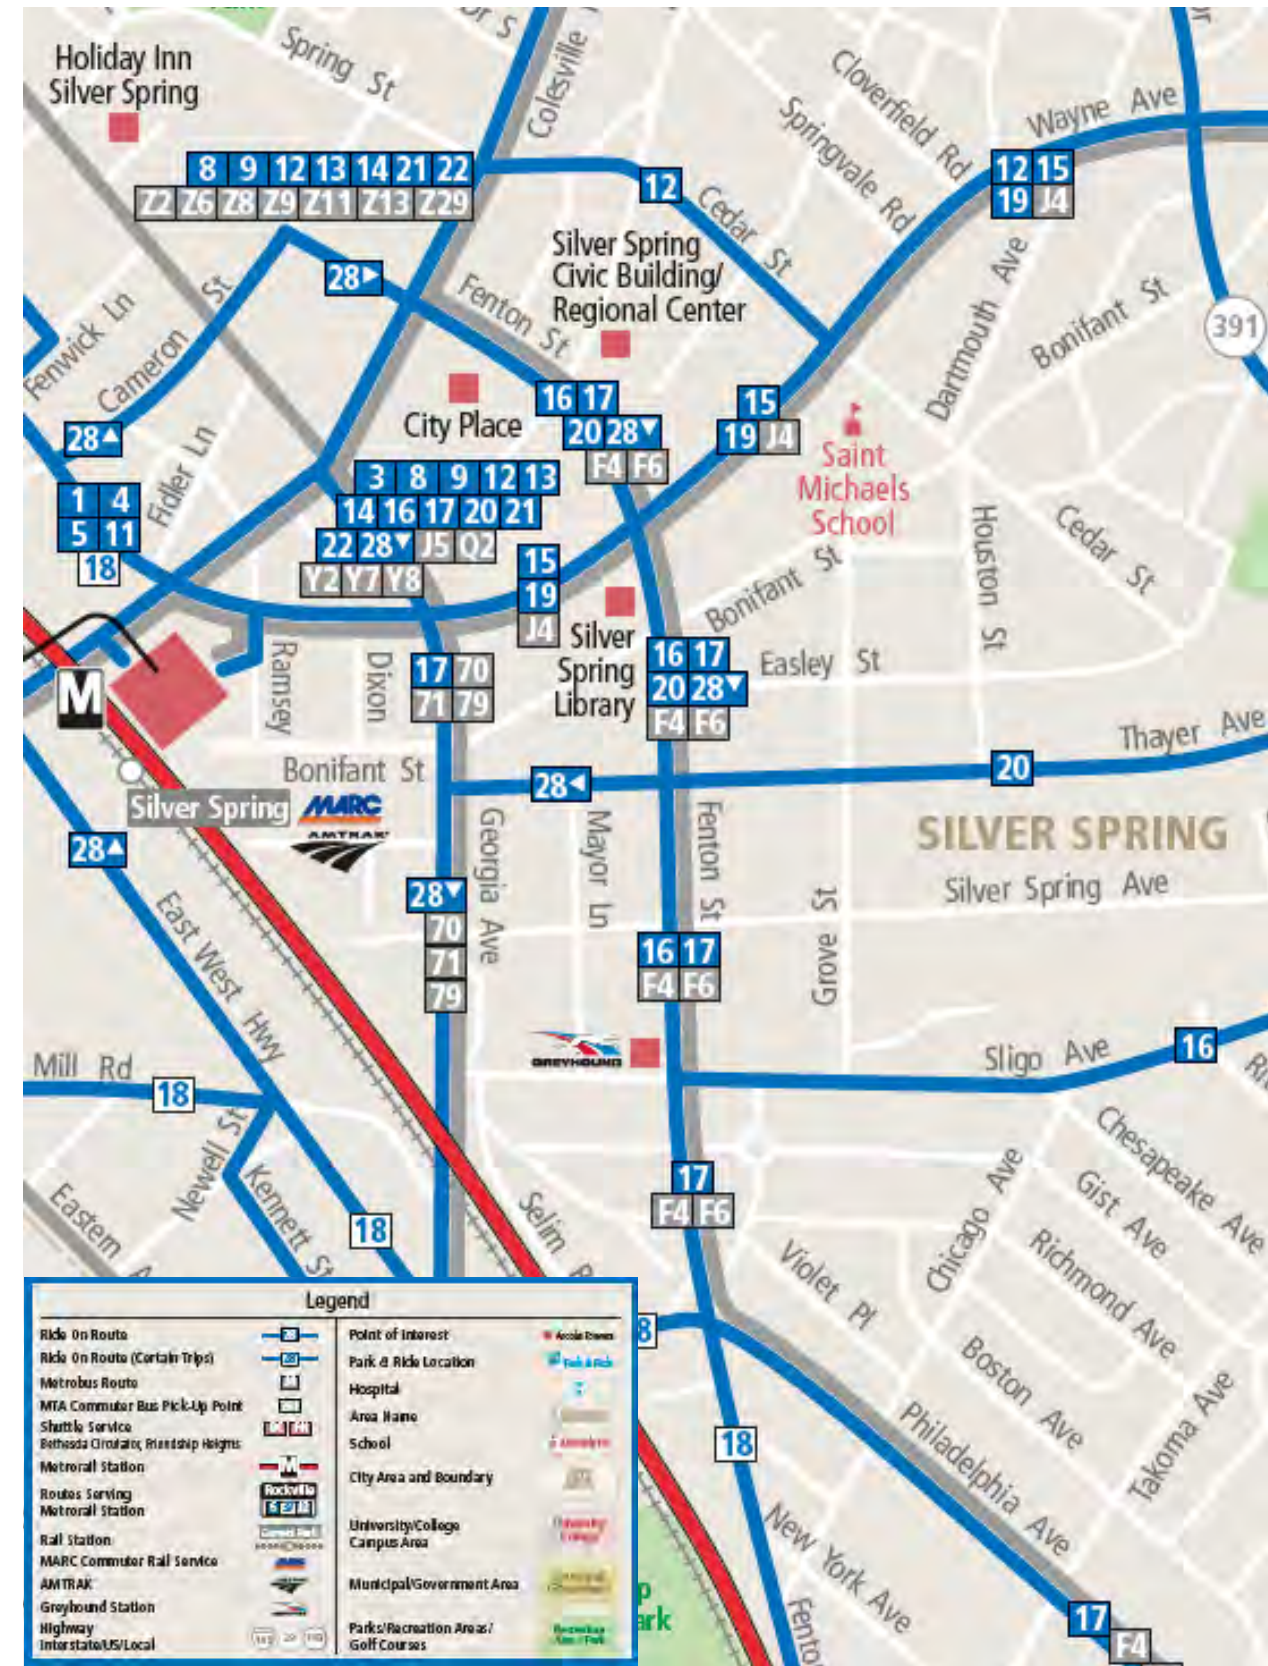 Dr S
Colesville
Spring St
Holiday Inn
Silver Spring
Cloverfield Rd
Springvale Rd
Wayne Ave
8 9 12 13 14 21 22
Z2 Z6 Z8 Z9 Z11 Z13 Z29
12
12 15
19 J4
Cedar St
Silver Spring
Civic Building/
Regional Center
28
Fenton St
Dartmouth Ave
Bonifant St
391
Fenwick Ln
Cameron St
City Place
16 17
20 28
F4 F6
15
19 J4
Saint
Michaels
School
28
Fidler Ln
1 4
5 11
18
3 8 9 12 13
14 16 17 20 21
22 28 J5 Q2
Y2 Y7 Y8
15
19
J4
Houston St
Cedar St
Bonifant St
Silver
Spring
Library
16 17
20 28
F4 F6
Easley St
M
Ramsey
Dixon
17 70
71 79
Thayer Ave
Bonifant St
28
20
Silver Spring
MARC
AMTRAK
SILVER SPRING
28
Georgia Ave
Mayor Ln
Fenton St
Silver Spring Ave
28
70
71
79
East West Hwy
Grove St
16 17
F4 F6
GREYHOUND
Sligo Ave
16
Mill Rd
18
Newell St
Kennett St
18
Eastern
Selim
17
F4 F6
Chicago Ave
Chesapeake Ave
Gist Ave
Richmond Ave
Violet Pl
Boston Ave
Takoma Ave
Philadelphia Ave
8
18
New York Ave
Fento
17
F4
p
ark
Legend
Ride On Route
Ride On Route (Certain Trips)
Metrobus Route
MTA Commuter Bus Pick-Up Point
Shuttle Service
Bethesda Circulator, Friendship Heights
Metrorail Station
Routes Serving
Metrorail Station
Rockville
Rail Station
MARC Commuter Rail Service
AMTRAK
Greyhound Station
Highway
Interstate/US/Local
Point of Interest
Park & Ride Location
Hospital
Area Name
School
City Area and Boundary
University/College
Campus Area
Municipal/Government Area
Parks/Recreation Areas/
Golf Courses